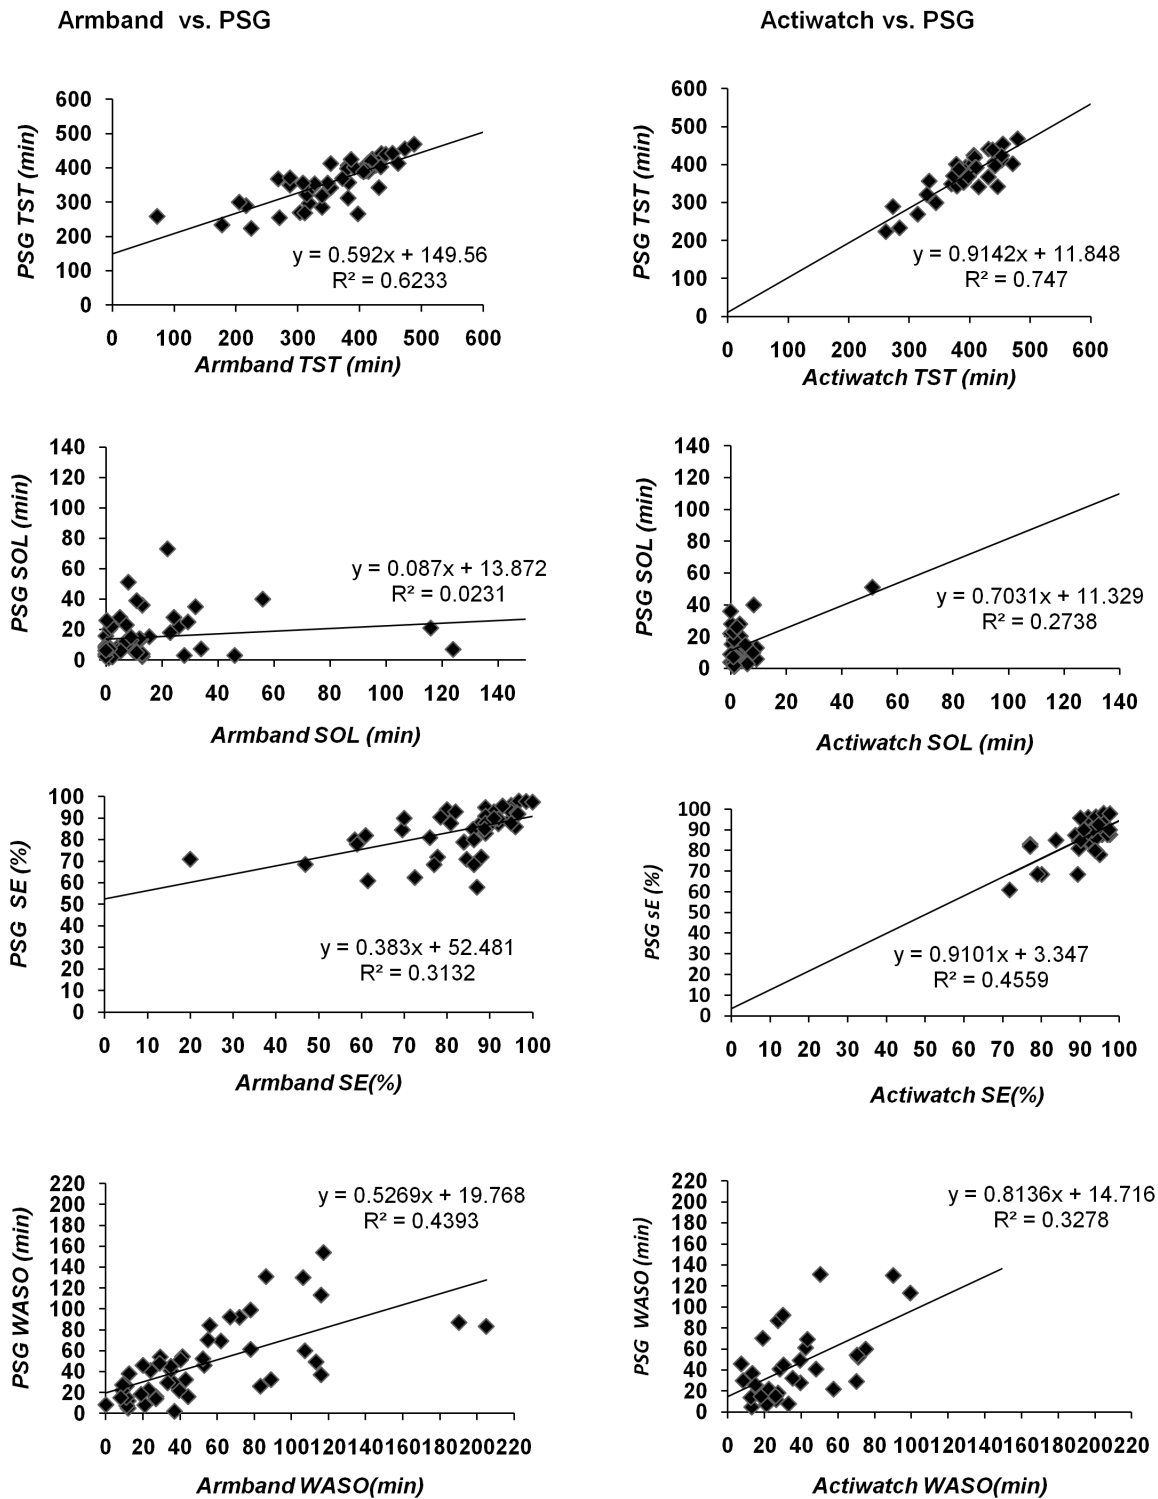 Armband vs. PSG
Actiwatch vs. PSG
PSG TST (min)
600
500
400
300
200
100
0
y = 0.592x + 149.56
R² = 0.6233
0 100 200 300 400 500 600
Armband TST (min)
PSG TST (min)
600
500
400
300
200
100
0
y = 0.9142x + 11.848
R² = 0.747
0 100 200 300 400 500 600
Actiwatch TST (min)
PSG SOL (min)
140
120
100
80
60
40
20
0
y = 0.087x + 13.872
R² = 0.0231
0 20 40 60 80 100 120 140
Armband SOL (min)
PSG SOL (min)
140
120
100
80
60
40
20
0
y = 0.7031x + 11.329
R² = 0.2738
0 20 40 60 80 100 120 140
Actiwatch SOL (min)
PSG SE (%)
100
90
80
70
60
50
40
30
20
10
0
y = 0.383x + 52.481
R² = 0.3132
0 10 20 30 40 50 60 70 80 90 100
Armband SE(%)
PSG sE (%)
100
90
80
70
60
50
40
30
20
10
0
y = 0.9101x + 3.347
R² = 0.4559
0 10 20 30 40 50 60 70 80 90 100
Actiwatch SE(%)
PSG WASO (min)
220
200
180
160
140
120
100
80
60
40
20
0
y = 0.5269x + 19.768
R² = 0.4393
0 20 40 60 80 100120140160180200220
Armband WASO(min)
PSG WASO (min)
220
200
180
160
140
120
100
80
60
40
20
0
y = 0.8136x + 14.716
R² = 0.3278
0 20 40 60 80 100120140160180200220
Actiwatch WASO(min)